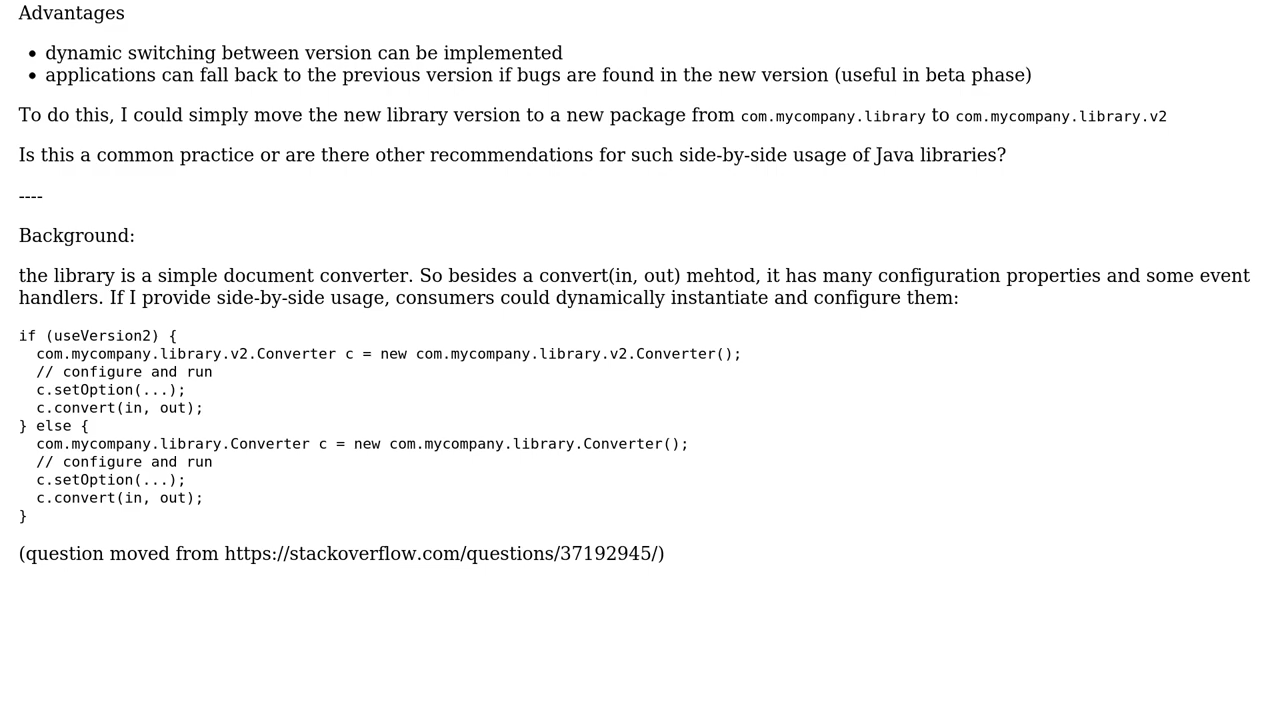 Advantages
• dynamic switching between version can be implemented
• applications can fall back to the previous version if bugs are found in the new version (useful in beta phase)
To do this, I could simply move the new library version to a new package from com.mycompany.library to com.mycompany.library.v2
Is this a common practice or are there other recommendations for such side-by-side usage of Java libraries?
----
Background:
the library is a simple document converter. So besides a convert(in, out) mehtod, it has many configuration properties and some event
handlers. If I provide side-by-side usage, consumers could dynamically instantiate and configure them:
if (useVersion2) {
  com.mycompany.library.v2.Converter c = new com.mycompany.library.v2.Converter();
  // configure and run
  c.setOption(...);
  c.convert(in, out);
} else {
  com.mycompany.library.Converter c = new com.mycompany.library.Converter();
  // configure and run
  c.setOption(...);
  c.convert(in, out);
}
(question moved from https://stackoverflow.com/questions/37192945/)